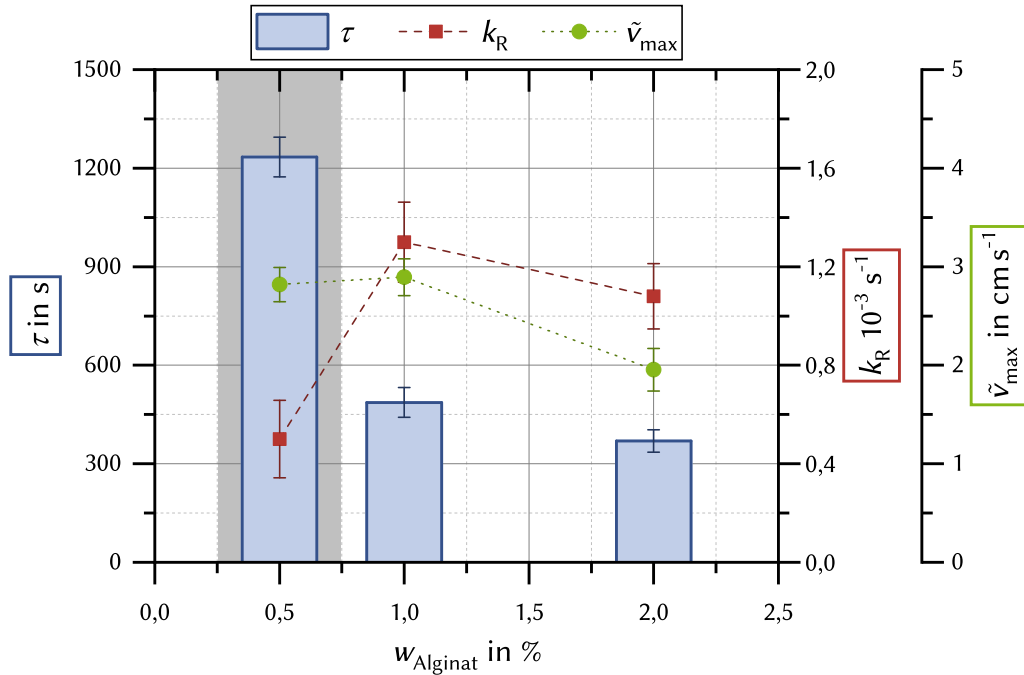 τ k_R ṽ_max
1500 2,0 5
1200 1,6 4
900 1,2 3
600 0,8 2
300 0,4 1
0 0,0 0
τ in s
k_R 10⁻³ s⁻¹
ṽ_max in cm s⁻¹
0,0 0,5 1,0 1,5 2,0 2,5
w_Alginat in %